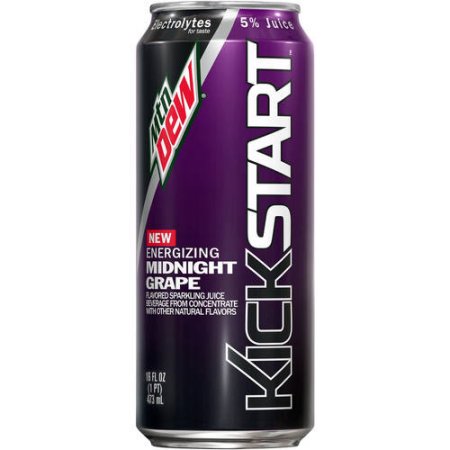 Electrolytes
for taste
5% Juice
Mtn
DEW
KICKSTART
NEW
ENERGIZING
MIDNIGHT
GRAPE
FLAVORED SPARKLING JUICE
BEVERAGE FROM CONCENTRATE
WITH OTHER NATURAL FLAVORS
16 FL OZ
(1 PT)
473 mL